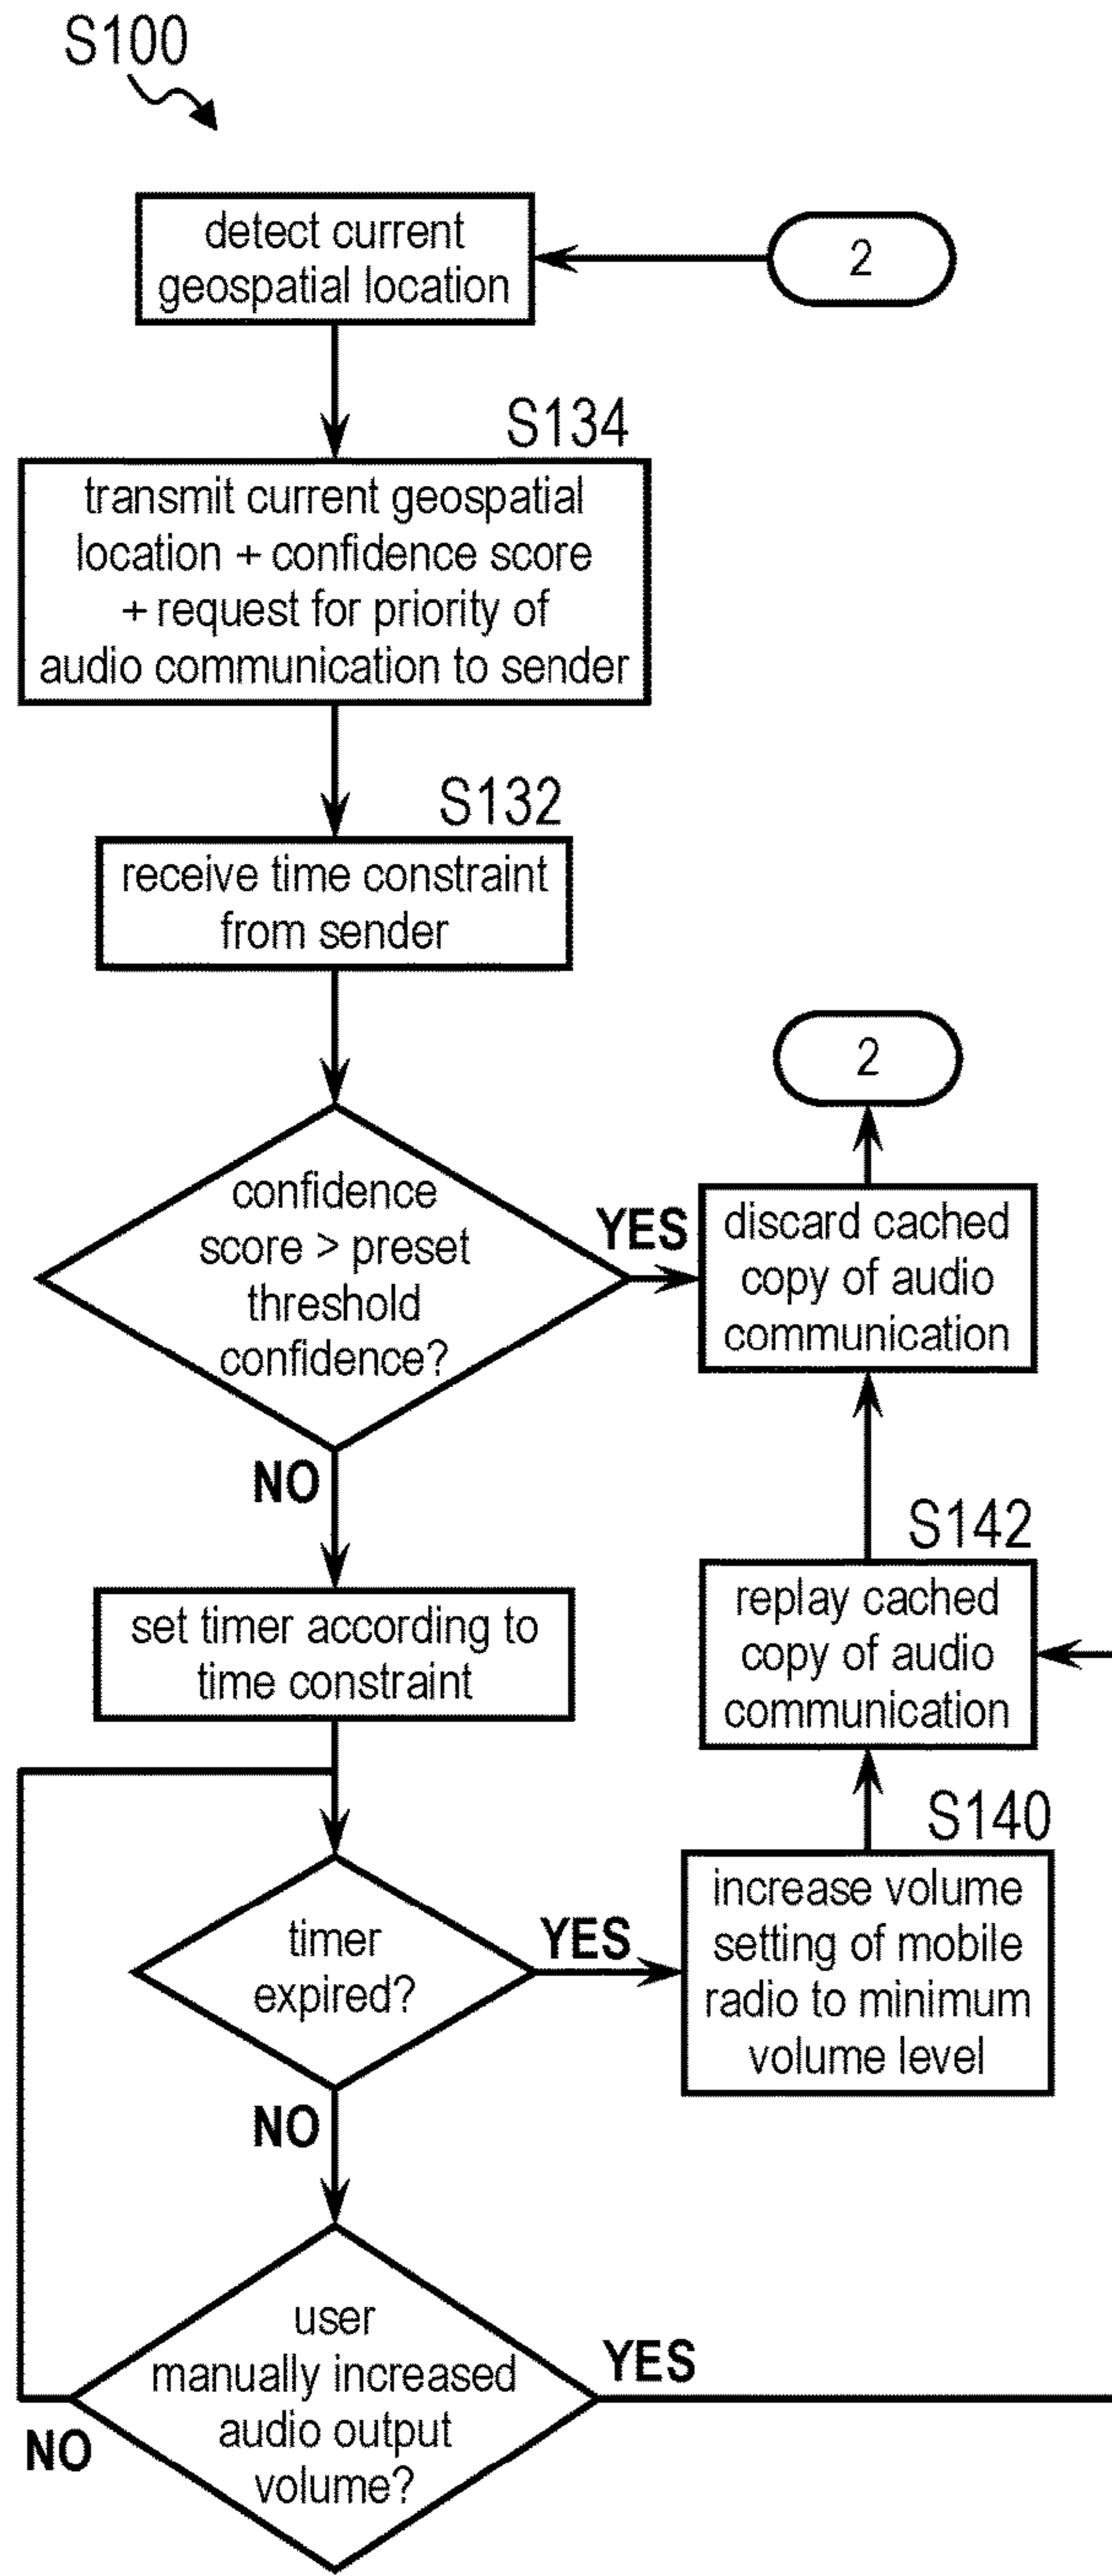 S100
detect current
geospatial location
2
S134
transmit current geospatial
location + confidence score
+ request for priority of
audio communication to sender
S132
receive time constraint
from sender
2
confidence
score > preset
threshold
confidence?
YES
discard cached
copy of audio
communication
NO
S142
set timer according to
time constraint
replay cached
copy of audio
communication
S140
timer
expired?
YES
increase volume
setting of mobile
radio to minimum
volume level
NO
user
manually increased
audio output
volume?
YES
NO